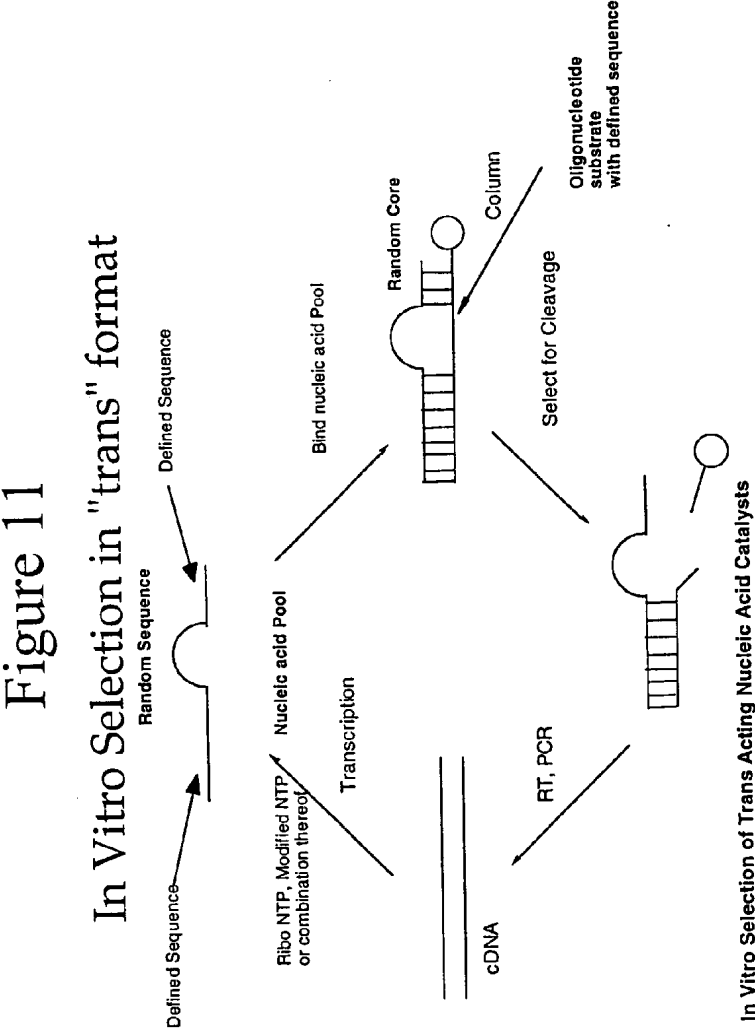 Figure 11
In Vitro Selection in "trans" format
Random Sequence
Defined Sequence
Defined Sequence
Ribo NTP, Modified NTP
or combination thereof
Nucleic acid Pool
Transcription
Bind nucleic acid Pool
Random Core
Column
Oligonucleotide
substrate
with defined sequence
Select for Cleavage
RT, PCR
cDNA
In Vitro Selection of Trans Acting Nucleic Acid Catalysts